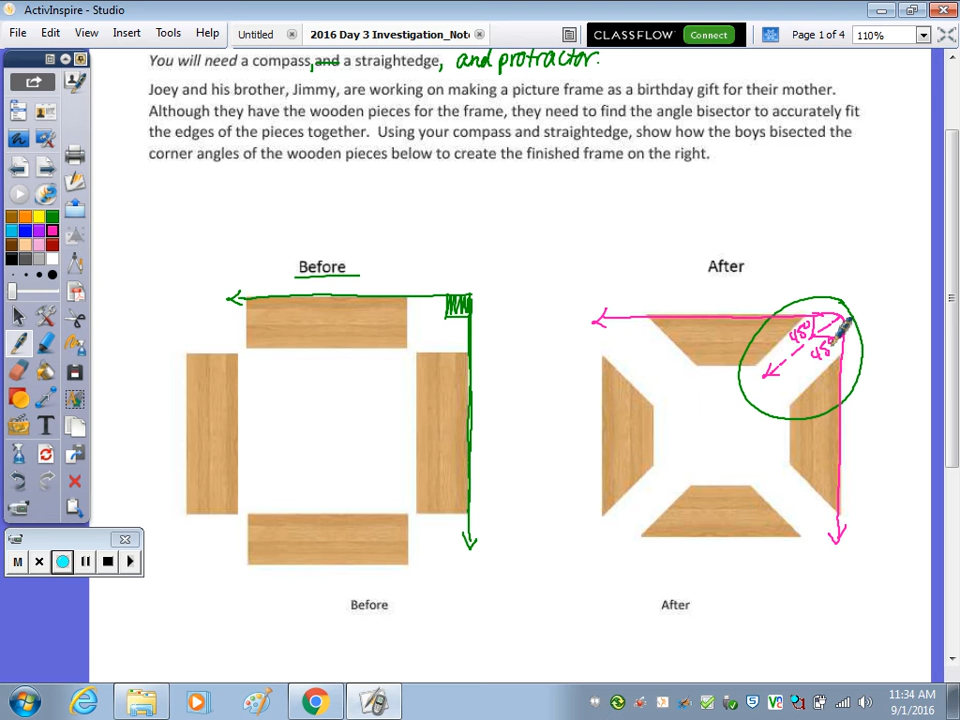 ActivInspire - Studio
File Edit View Insert Tools Help Untitled 2016 Day 3 Investigation_Note CLASSFLOW Connect Page 1 of 4 110%
You will need a compass, and a straightedge, and protractor.
Joey and his brother, Jimmy, are working on making a picture frame as a birthday gift for their mother.
Although they have the wooden pieces for the frame, they need to find the angle bisector to accurately fit
the edges of the pieces together. Using your compass and straightedge, show how the boys bisected the
corner angles of the wooden pieces below to create the finished frame on the right.
Before After
45°
45°
M
Before After
11:34 AM
9/1/2016